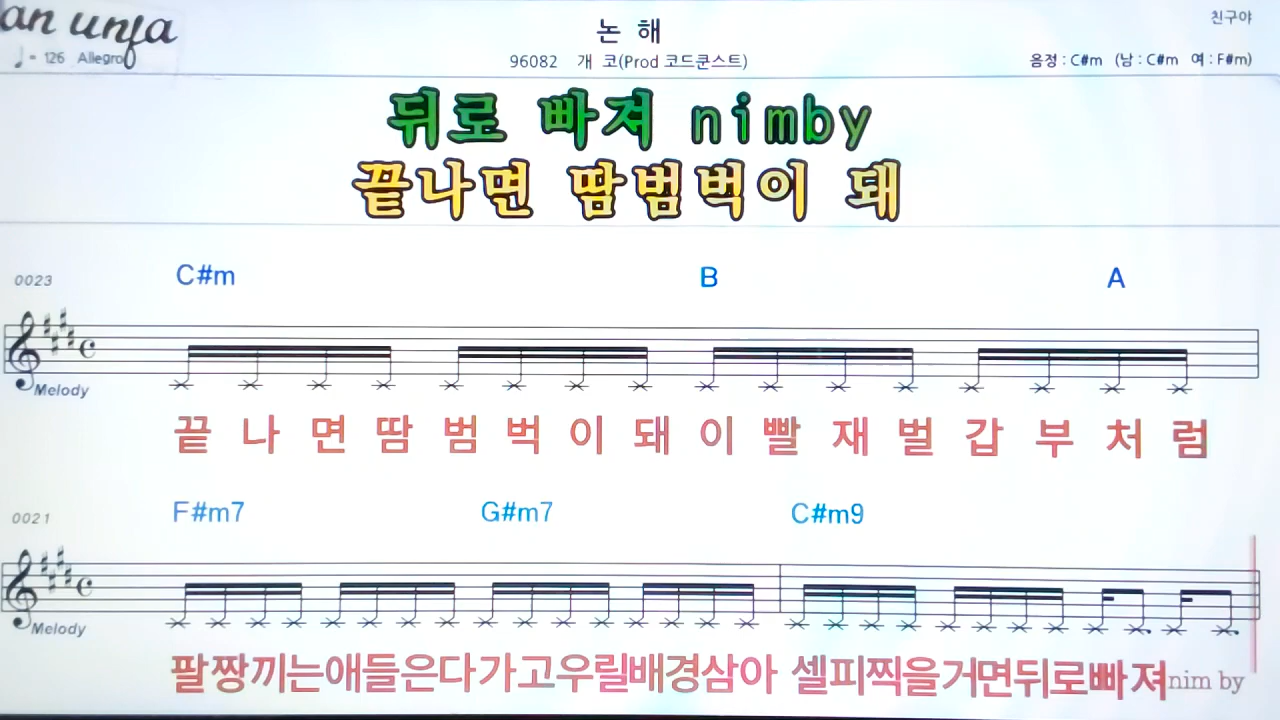 친구야
논 해
♩= 126 Allegro
96082 개 코(Prod 코드쿤스트)
음정 : C#m (남 : C#m 여 : F#m)
뒤로 빠져 nimby
끝나면 땀범벅이 돼
0023 C#m B A
Melody
끝 나 면 땀 범 벅 이 돼 이 빨 재 벌 갑 부 처 럼
0021 F#m7 G#m7 C#m9
Melody
팔짱끼는애들은다가고우릴배경삼아 셀피찍을거면뒤로빠져nim by